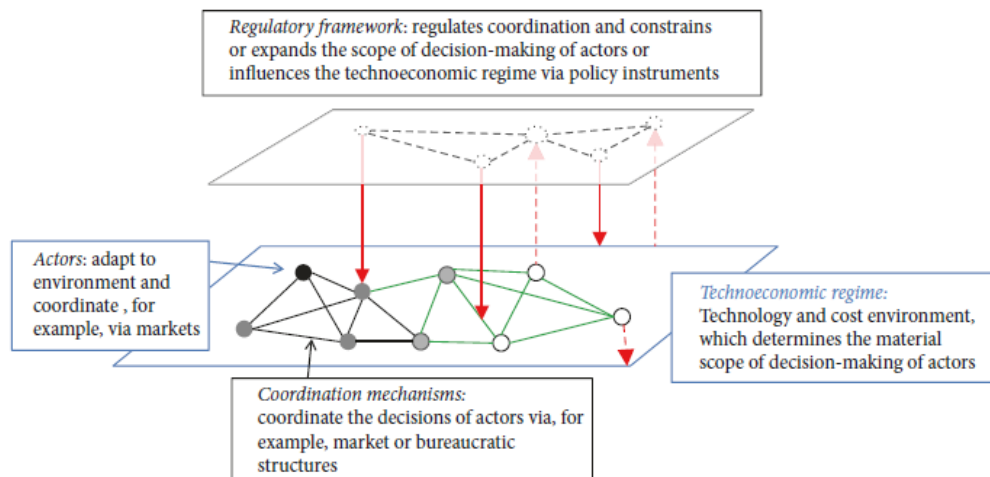 Regulatory framework: regulates coordination and constrains
or expands the scope of decision-making of actors or
influences the technoeconomic regime via policy instruments
Actors: adapt to
environment and
coordinate , for
example, via markets
Technoeconomic regime:
Technology and cost environment,
which determines the material
scope of decision-making of actors
Coordination mechanisms:
coordinate the decisions of actors via, for
example, market or bureaucratic
structures